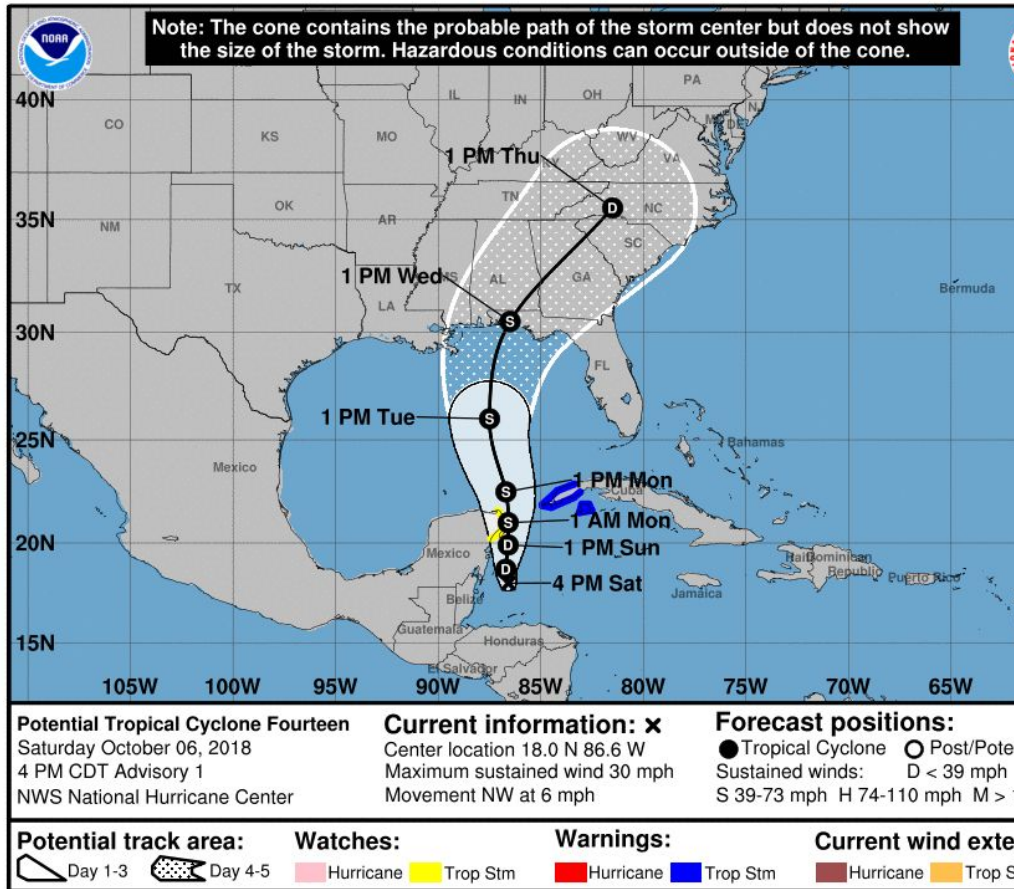 Note: The cone contains the probable path of the storm center but does not show
the size of the storm. Hazardous conditions can occur outside of the cone.
NOAA
40N
35N
30N
25N
20N
15N
CO
KS
MO
IL
IN
OH
PA
WV
VA
NM
OK
AR
TN
NC
SC
TX
LA
MS
AL
GA
FL
Bermuda
Bahamas
Mexico
Mexico
Cuba
Belize
Guatemala
Honduras
El Salvador
Jamaica
Dominican
Republic
Puerto Rico
1 PM Thu
1 PM Wed
1 PM Tue
1 PM Mon
1 AM Mon
1 PM Sun
4 PM Sat
D
S
S
S
S
D
D
105W 100W 95W 90W 85W 80W 75W 70W 65W
Potential Tropical Cyclone Fourteen
Saturday October 06, 2018
4 PM CDT Advisory 1
NWS National Hurricane Center
Current information: x
Center location 18.0 N 86.6 W
Maximum sustained wind 30 mph
Movement NW at 6 mph
Forecast positions:
Tropical Cyclone Post/Pote
Sustained winds: D < 39 mph
S 39-73 mph H 74-110 mph M >
Potential track area:
Day 1-3 Day 4-5
Watches:
Hurricane Trop Stm
Warnings:
Hurricane Trop Stm
Current wind exte
Hurricane Trop S